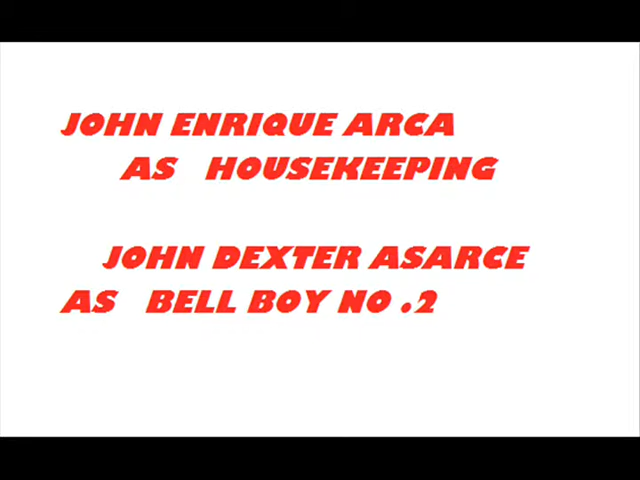 JOHN ENRIQUE ARCA
AS HOUSEKEEPING
JOHN DEXTER ASARCE
AS BELL BOY NO .2